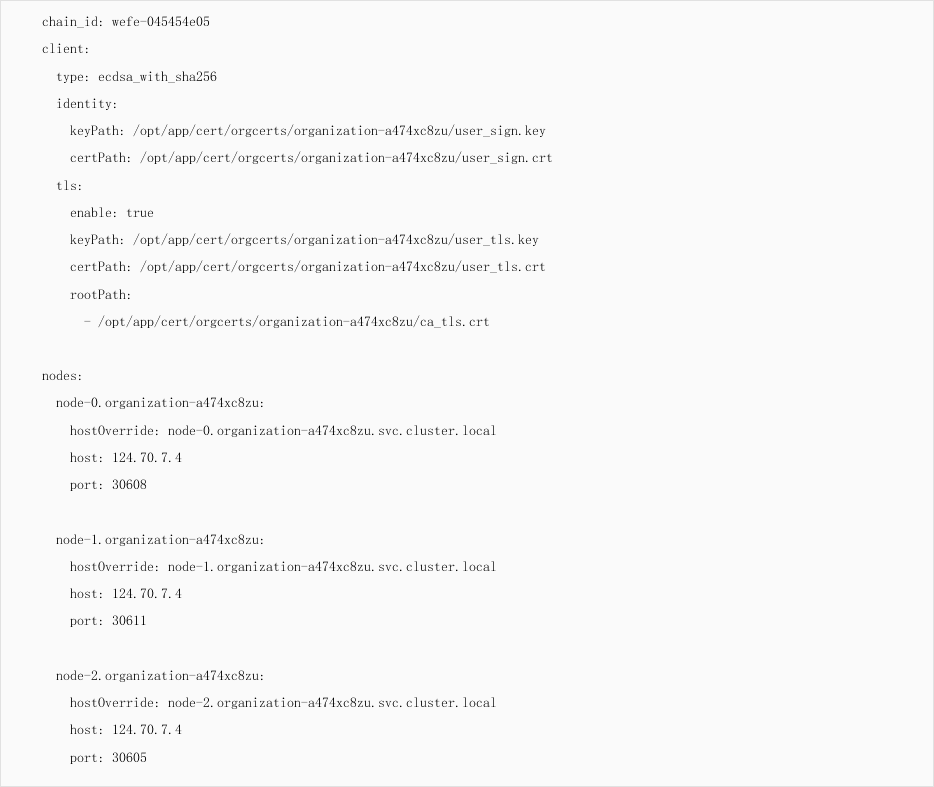 chain_id: wefe-045454e05
client:
  type: ecdsa_with_sha256
  identity:
    keyPath: /opt/app/cert/orgcerts/organization-a474xc8zu/user_sign.key
    certPath: /opt/app/cert/orgcerts/organization-a474xc8zu/user_sign.crt
  tls:
    enable: true
    keyPath: /opt/app/cert/orgcerts/organization-a474xc8zu/user_tls.key
    certPath: /opt/app/cert/orgcerts/organization-a474xc8zu/user_tls.crt
    rootPath:
      - /opt/app/cert/orgcerts/organization-a474xc8zu/ca_tls.crt

nodes:
  node-0.organization-a474xc8zu:
    hostOverride: node-0.organization-a474xc8zu.svc.cluster.local
    host: 124.70.7.4
    port: 30608

  node-1.organization-a474xc8zu:
    hostOverride: node-1.organization-a474xc8zu.svc.cluster.local
    host: 124.70.7.4
    port: 30611

  node-2.organization-a474xc8zu:
    hostOverride: node-2.organization-a474xc8zu.svc.cluster.local
    host: 124.70.7.4
    port: 30605